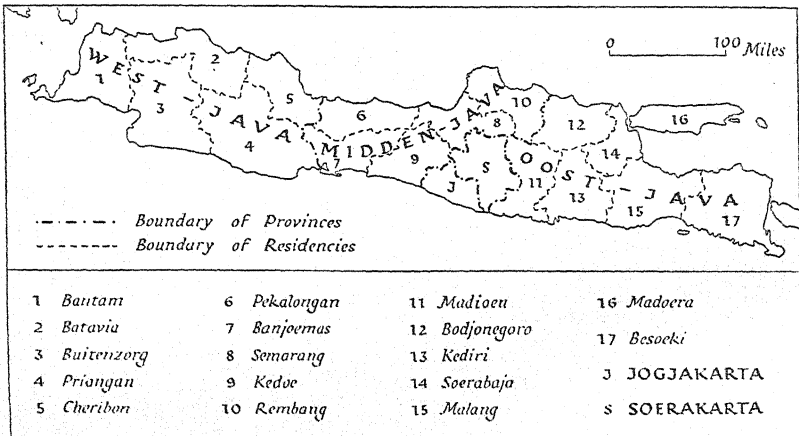 0 100 Miles
WEST-JAVA
MIDDEN JAVA
OOST-JAVA
1
2
3
4
5
6
7
8
9
10
11
12
13
14
15
16
17
J
S
Boundary of Provinces
Boundary of Residencies
1 Bantam
2 Batavia
3 Buitenzorg
4 Priangan
5 Cheribon
6 Pekalongan
7 Banjoemas
8 Semarang
9 Kedoe
10 Rembang
11 Madioen
12 Bodjonegoro
13 Kediri
14 Soerabaja
15 Malang
16 Madoera
17 Besoeki
J JOGJAKARTA
S SOERAKARTA